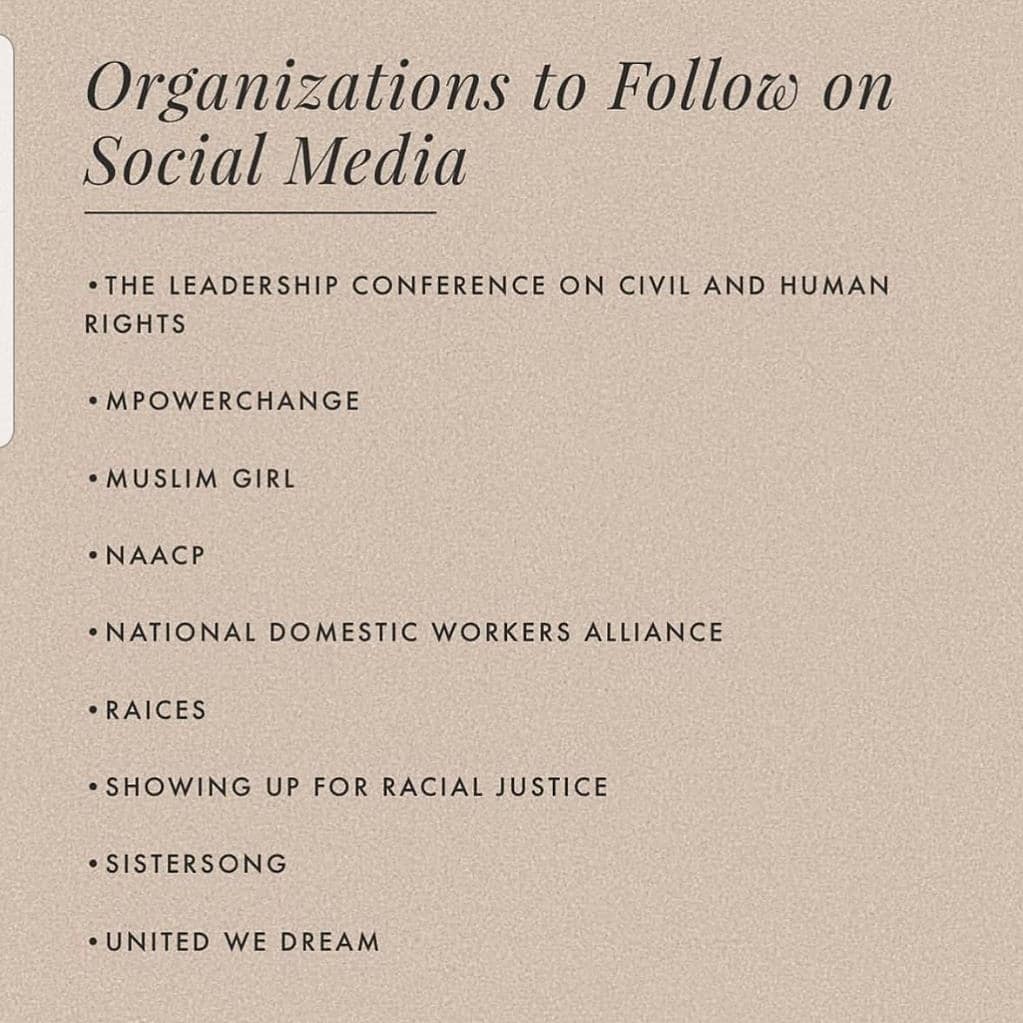 Organizations to Follow on
Social Media
•THE LEADERSHIP CONFERENCE ON CIVIL AND HUMAN
RIGHTS
•MPOWERCHANGE
•MUSLIM GIRL
•NAACP
•NATIONAL DOMESTIC WORKERS ALLIANCE
•RAICES
•SHOWING UP FOR RACIAL JUSTICE
•SISTERSONG
•UNITED WE DREAM